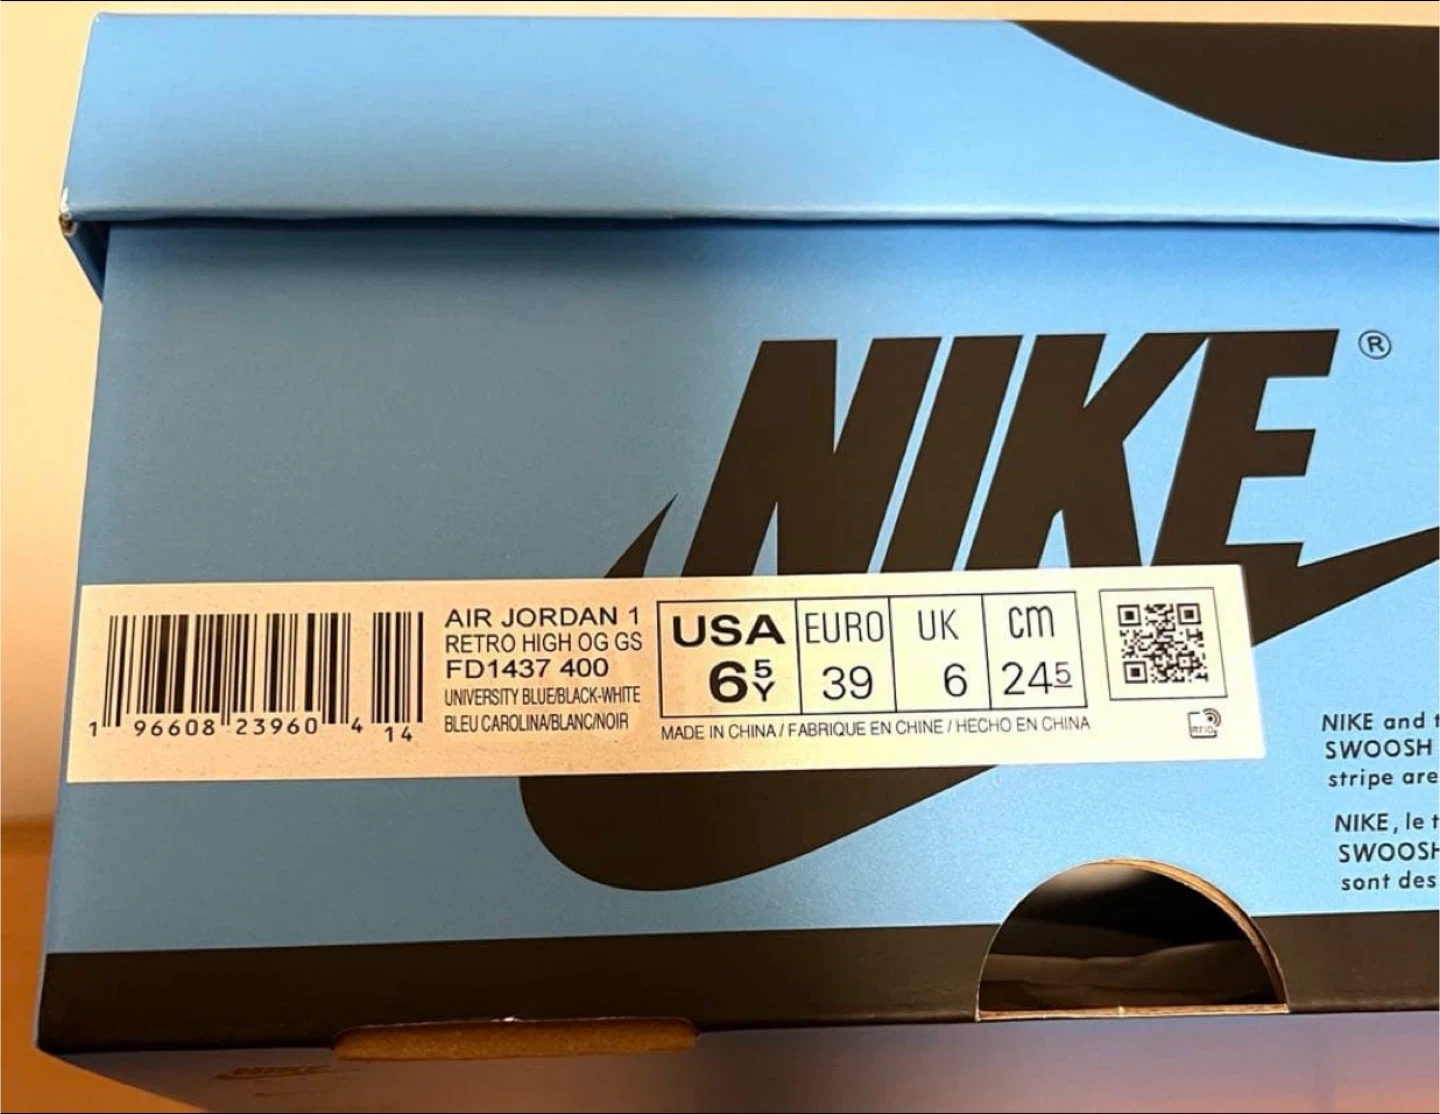 NIKE ®
AIR JORDAN 1
RETRO HIGH OG GS
FD1437 400
UNIVERSITY BLUE/BLACK-WHITE
BLEU CAROLINA/BLANC/NOIR
1 96608 23960 4 14
USA EURO UK cm
6 5Y 39 6 24 5
MADE IN CHINA / FABRIQUE EN CHINE / HECHO EN CHINA
RFID
NIKE and t
SWOOSH
stripe are
NIKE, le t
SWOOSH
sont des
NIKE